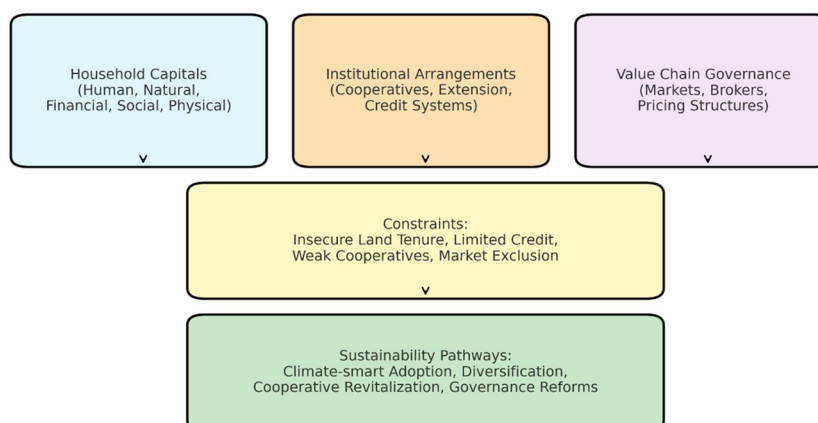 Household Capitals
(Human, Natural,
Financial, Social, Physical)
Institutional Arrangements
(Cooperatives, Extension,
Credit Systems)
Value Chain Governance
(Markets, Brokers,
Pricing Structures)
Constraints:
Insecure Land Tenure, Limited Credit,
Weak Cooperatives, Market Exclusion
Sustainability Pathways:
Climate-smart Adoption, Diversification,
Cooperative Revitalization, Governance Reforms